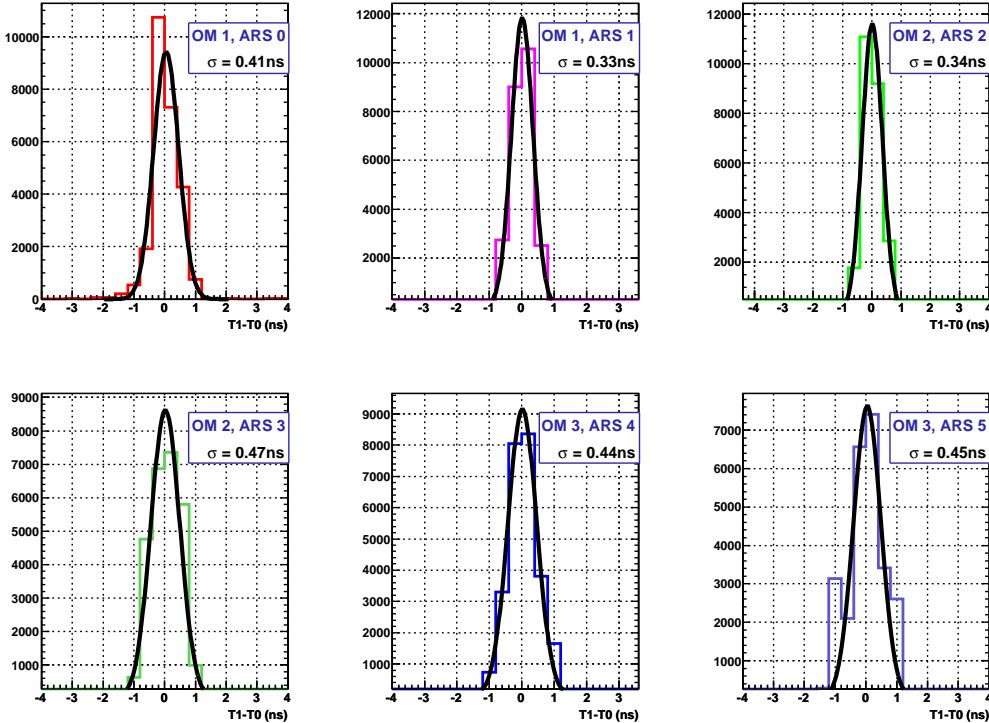 OM 1, ARS 0
σ = 0.41ns
10000
8000
6000
4000
2000
0
-4 -3 -2 -1 0 1 2 3 4
T1-T0 (ns)
OM 1, ARS 1
σ = 0.33ns
12000
10000
8000
6000
4000
2000
-4 -3 -2 -1 0 1 2 3
T1-T0 (ns)
OM 2, ARS 2
σ = 0.34ns
12000
10000
8000
6000
4000
2000
-4 -3 -2 -1 0 1 2 3 4
T1-T0 (ns)
OM 2, ARS 3
σ = 0.47ns
9000
8000
7000
6000
5000
4000
3000
2000
1000
-4 -3 -2 -1 0 1 2 3 4
T1-T0 (ns)
OM 3, ARS 4
σ = 0.44ns
9000
8000
7000
6000
5000
4000
3000
2000
1000
-4 -3 -2 -1 0 1 2 3 4
T1-T0 (ns)
OM 3, ARS 5
σ = 0.45ns
7000
6000
5000
4000
3000
2000
1000
-4 -3 -2 -1 0 1 2 3 4
T1-T0 (ns)